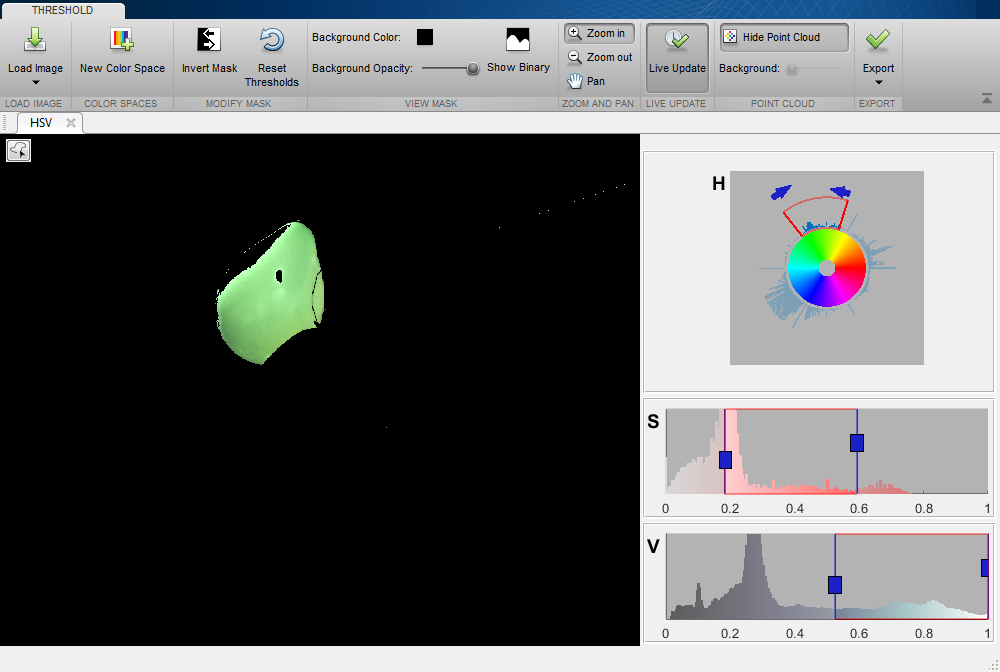 THRESHOLD
Load Image
New Color Space
Invert Mask
Reset
Thresholds
Background Color:
Background Opacity:
Show Binary
Zoom in
Zoom out
Pan
Live Update
Hide Point Cloud
Background:
Export
LOAD IMAGE
COLOR SPACES
MODIFY MASK
VIEW MASK
ZOOM AND PAN
LIVE UPDATE
POINT CLOUD
EXPORT
HSV
H
S
0 0.2 0.4 0.6 0.8 1
V
0 0.2 0.4 0.6 0.8 1